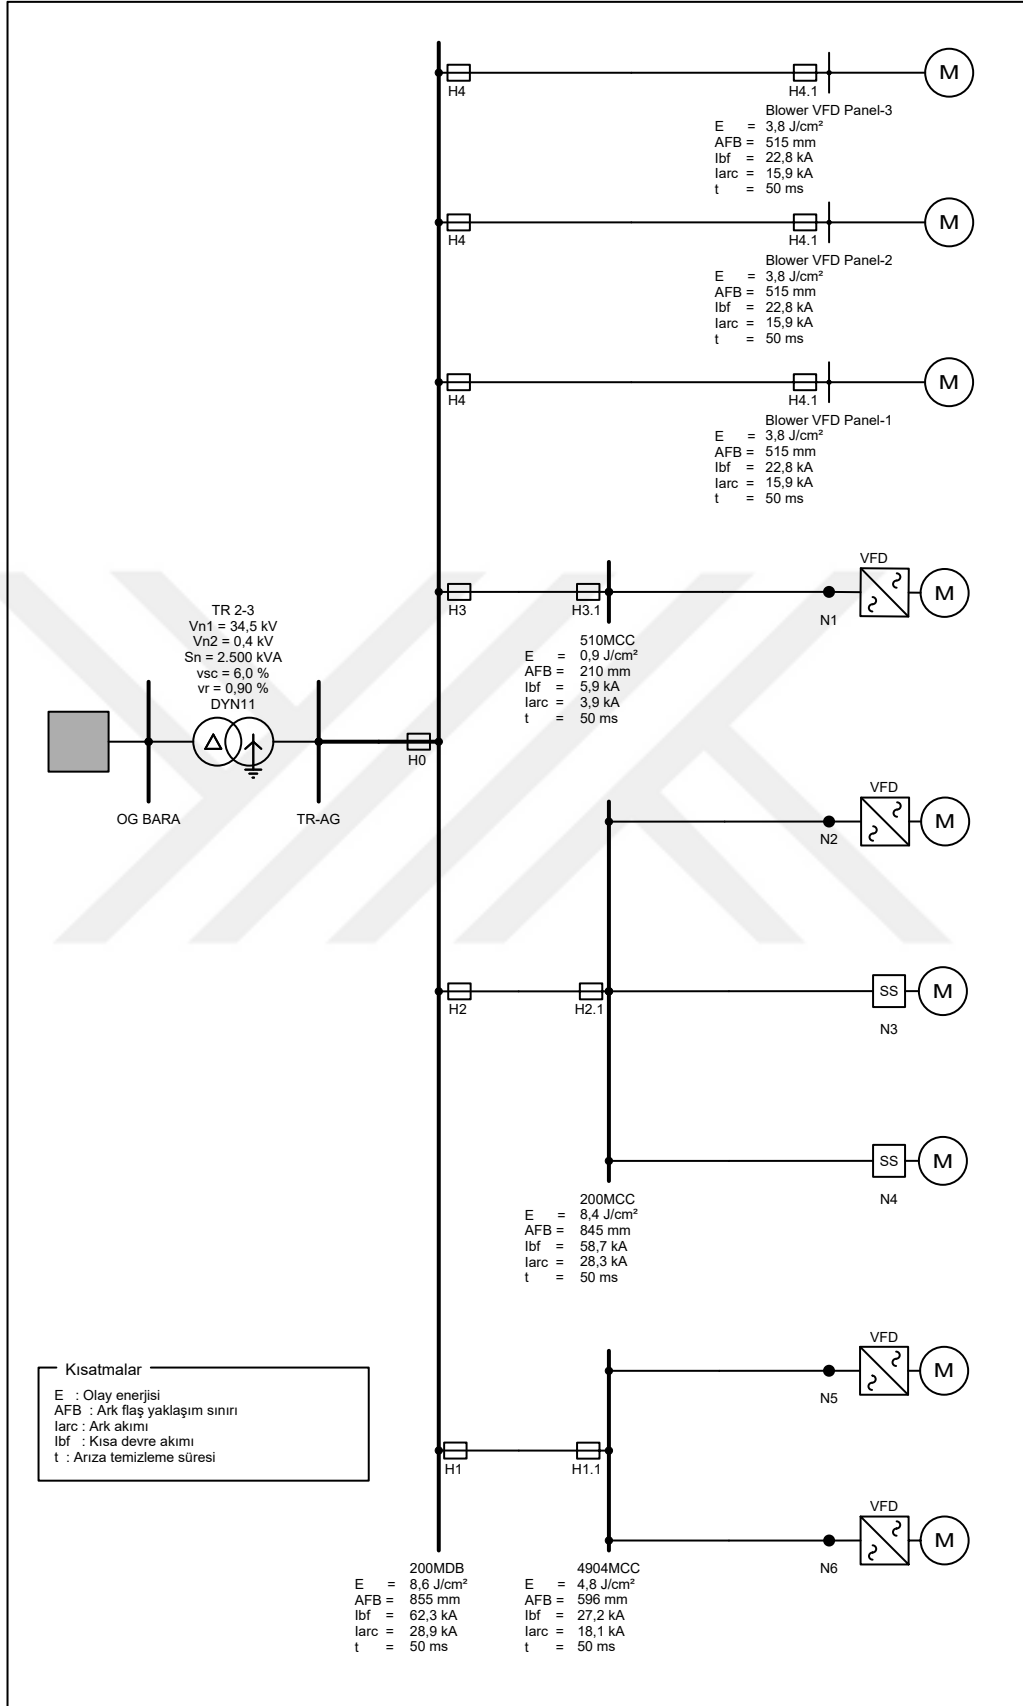 H4
H4.1
M
Blower VFD Panel-3
E = 3,8 J/cm²
AFB = 515 mm
Ibf = 22,8 kA
Iarc = 15,9 kA
t = 50 ms
H4
H4.1
M
Blower VFD Panel-2
E = 3,8 J/cm²
AFB = 515 mm
Ibf = 22,8 kA
Iarc = 15,9 kA
t = 50 ms
H4
H4.1
M
Blower VFD Panel-1
E = 3,8 J/cm²
AFB = 515 mm
Ibf = 22,8 kA
Iarc = 15,9 kA
t = 50 ms
VFD
H3
H3.1
N1
M
510MCC
E = 0,9 J/cm²
AFB = 210 mm
Ibf = 5,9 kA
Iarc = 3,9 kA
t = 50 ms
TR 2-3
Vn1 = 34,5 kV
Vn2 = 0,4 kV
Sn = 2.500 kVA
vsc = 6,0 %
vr = 0,90 %
DYN11
H0
OG BARA
TR-AG
VFD
N2
M
H2
H2.1
SS
M
N3
SS
M
N4
200MCC
E = 8,4 J/cm²
AFB = 845 mm
Ibf = 58,7 kA
Iarc = 28,3 kA
t = 50 ms
VFD
N5
M
Kısatmalar
E : Olay enerjisi
AFB : Ark flaş yaklaşım sınırı
Iarc : Ark akımı
Ibf : Kısa devre akımı
t : Arıza temizleme süresi
H1
H1.1
VFD
N6
M
200MDB
E = 8,6 J/cm²
AFB = 855 mm
Ibf = 62,3 kA
Iarc = 28,9 kA
t = 50 ms
4904MCC
E = 4,8 J/cm²
AFB = 596 mm
Ibf = 27,2 kA
Iarc = 18,1 kA
t = 50 ms